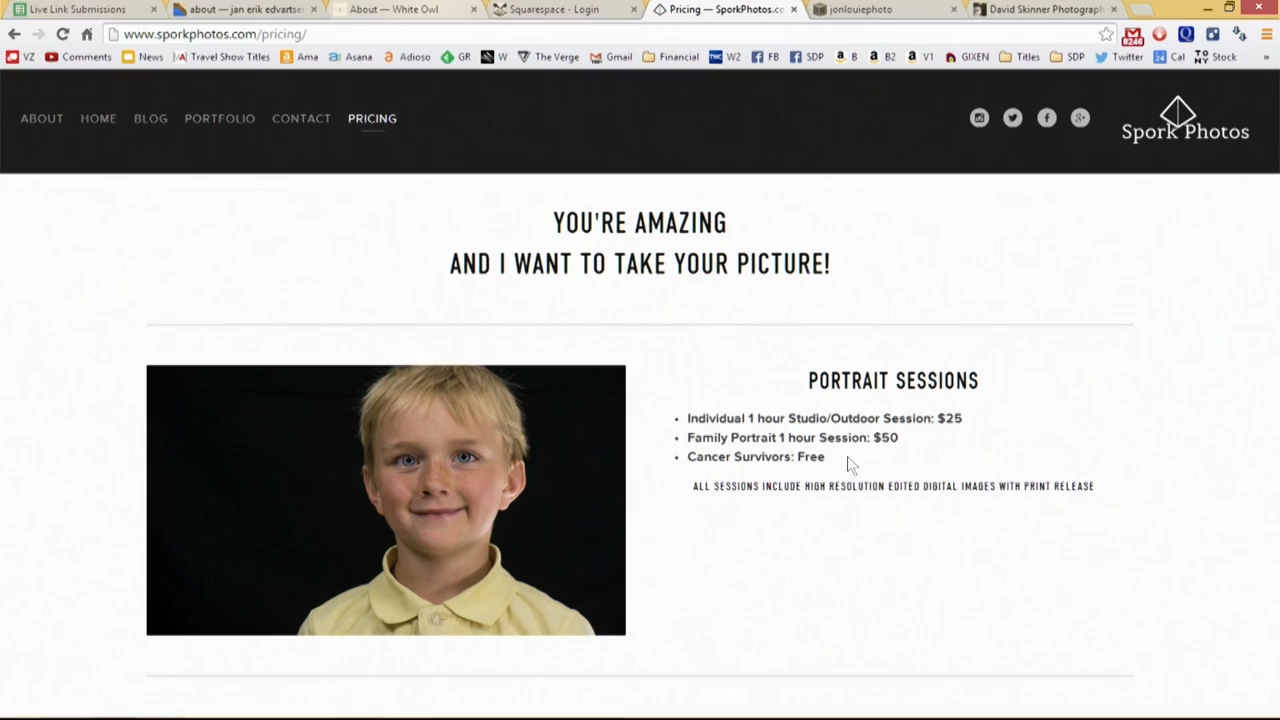 Live Link Submissions
about — jan erik edvartse
About — White Owl
Squarespace - Login
Pricing — SporkPhotos.co
jonlouiephoto
David Skinner Photograph
www.sporkphotos.com/pricing/
8246
VZ
Comments
News
Travel Show Titles
Ama
Asana
Adioso
GR
W
The Verge
Gmail
Financial
W2
FB
SDP
B
B2
V1
GIXEN
Titles
SDP
Twitter
24 Cal
Stock
»
ABOUT HOME BLOG PORTFOLIO CONTACT PRICING
Spork Photos
YOU'RE AMAZING
AND I WANT TO TAKE YOUR PICTURE!
PORTRAIT SESSIONS
• Individual 1 hour Studio/Outdoor Session: $25
• Family Portrait 1 hour Session: $50
• Cancer Survivors: Free
ALL SESSIONS INCLUDE HIGH RESOLUTION EDITED DIGITAL IMAGES WITH PRINT RELEASE